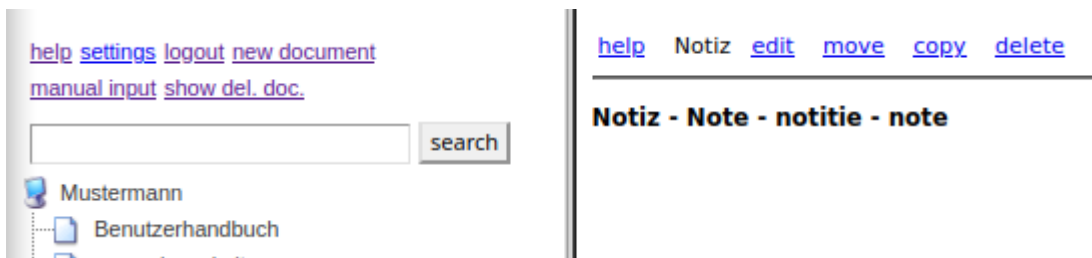 help settings logout new document
manual input show del. doc.
search
Mustermann
Benutzerhandbuch
help Notiz edit move copy delete
Notiz - Note - notitie - note